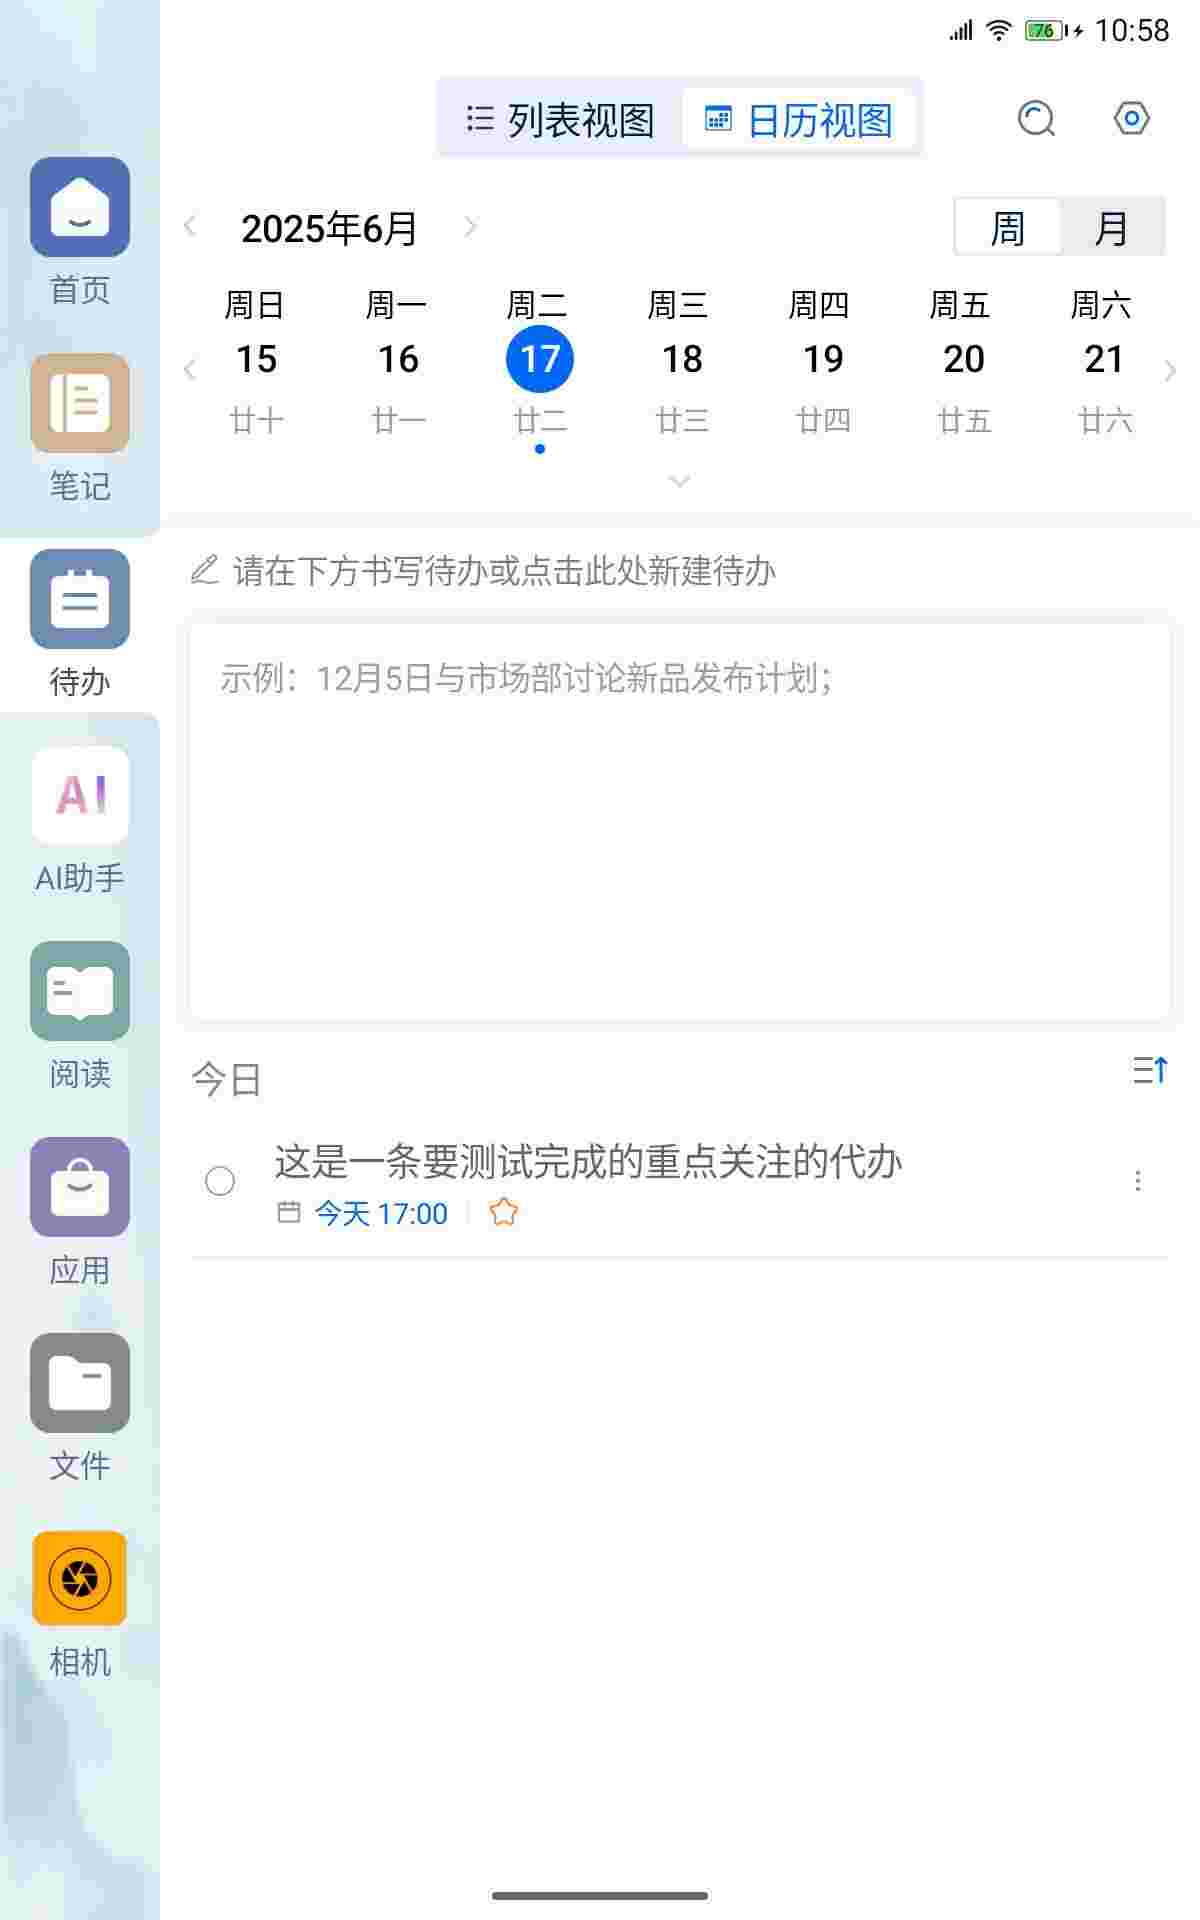 76 10:58
列表视图 日历视图
2025年6月 周 月
周日 周一 周二 周三 周四 周五 周六
15 16 17 18 19 20 21
廿十 廿一 廿二 廿三 廿四 廿五 廿六
请在下方书写待办或点击此处新建待办
示例：12月5日与市场部讨论新品发布计划；
今日
这是一条要测试完成的重点关注的代办
今天 17:00
首页
笔记
待办
AI
AI助手
阅读
应用
文件
相机